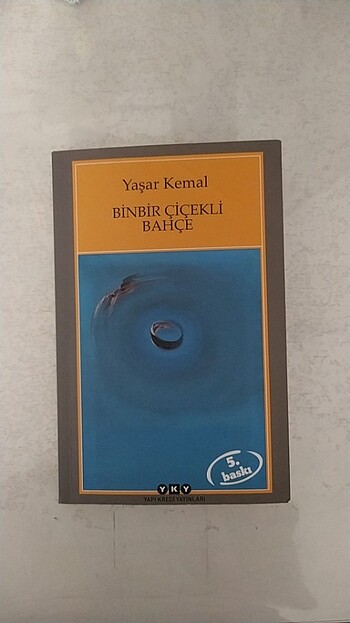 Yaşar Kemal
BİNBİR ÇİÇEKLİ
BAHÇE
5.
baskı
YKY
YAPI KREDİ YAYINLARI